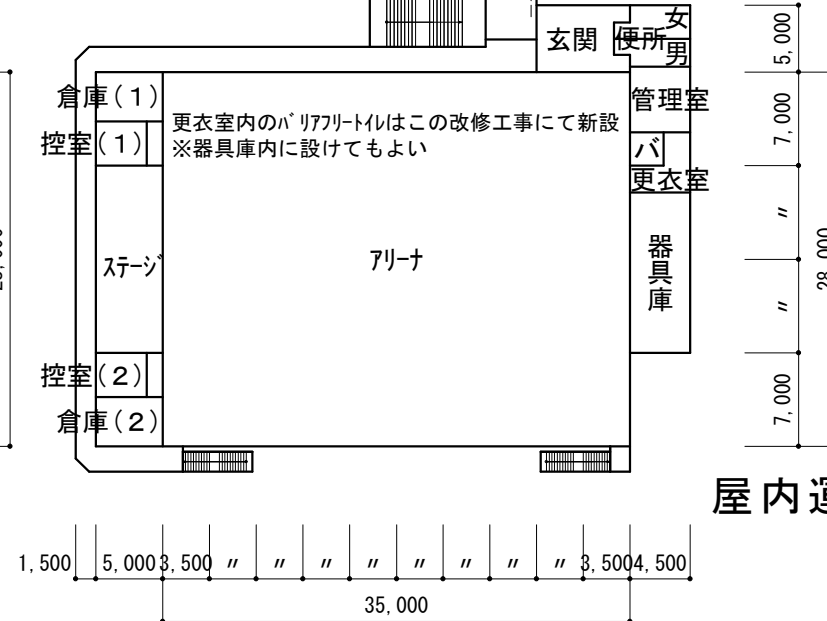 女
玄関
便所
男
5,000
倉庫(1)
管理室
7,000
更衣室内のバリアフリートイレはこの改修工事にて新設
※器具庫内に設けてもよい
控室(1)
バ
更衣室
〃
ステージ
アリーナ
器具庫
28,000
〃
控室(2)
7,000
倉庫(2)
屋内運
1,500
5,000
3,500
〃
〃
〃
〃
〃
〃
〃
〃
3,500
4,500
35,000